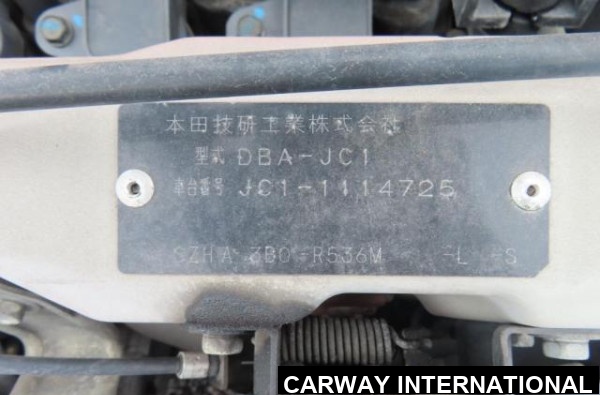 本田技研工業株式会社
型式 DBA-JC1
車台番号 JC1-1114725
SZH A 3B0-R536M -L -S
CARWAY INTERNATIONAL